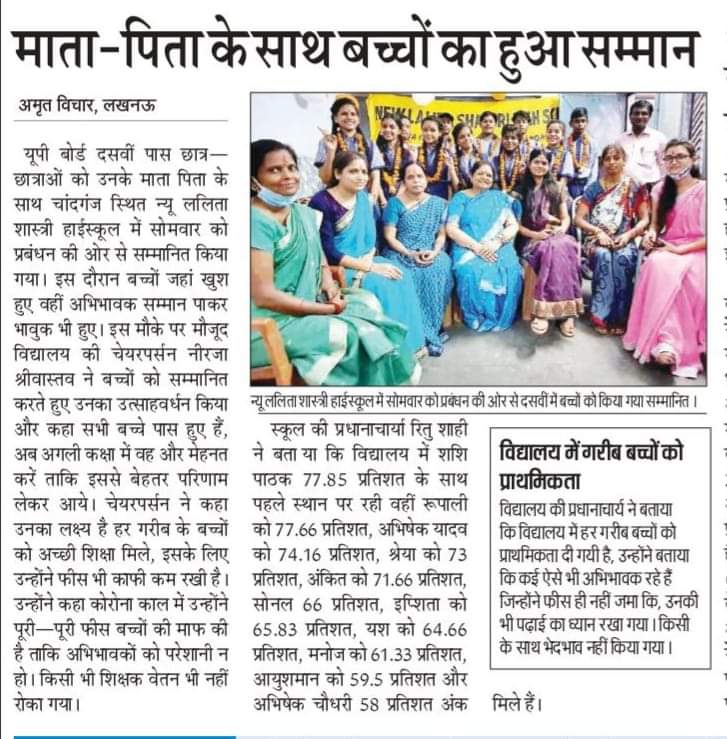 माता-पिता के साथ बच्चों का हुआ सम्मान
अमृत विचार, लखनऊ
यूपी बोर्ड दसवीं पास छात्र—
छात्राओं को उनके माता पिता के
साथ चांदगंज स्थित न्यू ललिता
शास्त्री हाईस्कूल में सोमवार को
प्रबंधन की ओर से सम्मानित किया
गया। इस दौरान बच्चों जहां खुश
हुए वहीं अभिभावक सम्मान पाकर
भावुक भी हुए। इस मौके पर मौजूद
विद्यालय की चेयरपर्सन नीरजा
श्रीवास्तव ने बच्चों को सम्मानित
करते हुए उनका उत्साहवर्धन किया
और कहा सभी बच्चे पास हुए हैं,
अब अगली कक्षा में वह और मेहनत
करें ताकि इससे बेहतर परिणाम
लेकर आये। चेयरपर्सन ने कहा
उनका लक्ष्य है हर गरीब के बच्चों
को अच्छी शिक्षा मिले, इसके लिए
उन्होंने फीस भी काफी कम रखी है।
उन्होंने कहा कोरोना काल में उन्होंने
पूरी—पूरी फीस बच्चों की माफ की
है ताकि अभिभावकों को परेशानी न
हो। किसी भी शिक्षक वेतन भी नहीं
रोका गया।
न्यू ललिता शास्त्री हाईस्कूल में सोमवार को प्रबंधन की ओर से दसवीं में बच्चों को किया गया सम्मानित।
स्कूल की प्रधानाचार्या रितु शाही
ने बता या कि विद्यालय में शशि
पाठक 77.85 प्रतिशत के साथ
पहले स्थान पर रही वहीं रूपाली
को 77.66 प्रतिशत, अभिषेक यादव
को 74.16 प्रतिशत, श्रेया को 73
प्रतिशत, अंकित को 71.66 प्रतिशत,
सोनल 66 प्रतिशत, इप्शिता को
65.83 प्रतिशत, यश को 64.66
प्रतिशत, मनोज को 61.33 प्रतिशत,
आयुशमान को 59.5 प्रतिशत और
अभिषेक चौधरी 58 प्रतिशत अंक
मिले हैं।
विद्यालय में गरीब बच्चों को
प्राथमिकता
विद्यालय की प्रधानाचार्य ने बताया
कि विद्यालय में हर गरीब बच्चों को
प्राथमिकता दी गयी है, उन्होंने बताया
कि कई ऐसे भी अभिभावक रहे हैं
जिन्होंने फीस ही नहीं जमा कि, उनकी
भी पढ़ाई का ध्यान रखा गया। किसी
के साथ भेदभाव नहीं किया गया।